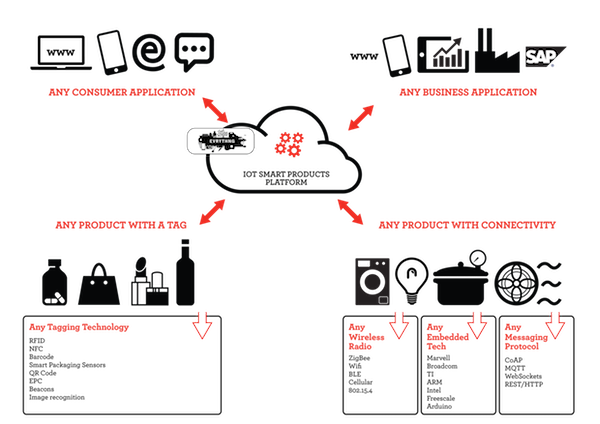 www
www
SAP
ANY CONSUMER APPLICATION
ANY BUSINESS APPLICATION
EVRYTHNG
IOT SMART PRODUCTS
PLATFORM
ANY PRODUCT WITH A TAG
ANY PRODUCT WITH CONNECTIVITY
Any Tagging Technology
RFID
NFC
Barcode
Smart Packaging Sensors
QR Code
EPC
Beacons
Image recognition
Any
Wireless
Radio
ZigBee
Wifi
BLE
Cellular
802.15.4
Any
Embedded
Tech
Marvell
Broadcom
TI
ARM
Intel
Freescale
Arduino
Any
Messaging
Protocol
CoAP
MQTT
WebSockets
REST/HTTP